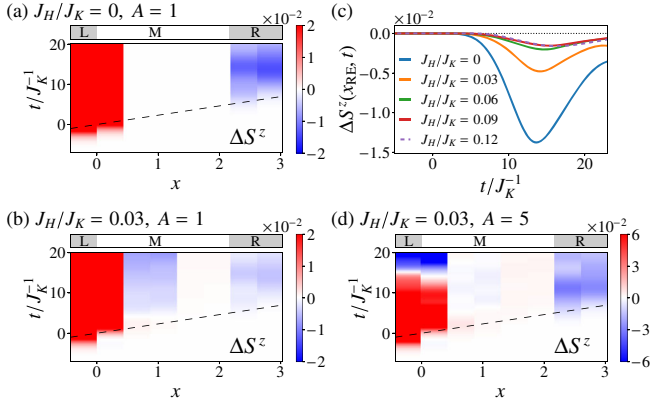 (a) J_H/J_K = 0, A = 1
×10⁻²
L M R
20
10
0
t/J_K⁻¹
ΔS^z
0 1 2 3
x
2
1
0
−1
−2
(c)
×10⁻²
0.0
−0.5
−1.0
−1.5
ΔS^z(x_RE, t)
J_H/J_K = 0
J_H/J_K = 0.03
J_H/J_K = 0.06
J_H/J_K = 0.09
J_H/J_K = 0.12
0 10 20
t/J_K⁻¹
(b) J_H/J_K = 0.03, A = 1
×10⁻²
L M R
20
10
0
t/J_K⁻¹
ΔS^z
0 1 2 3
x
2
1
0
−1
−2
(d) J_H/J_K = 0.03, A = 5
×10⁻²
L M R
20
10
0
t/J_K⁻¹
ΔS^z
0 1 2 3
x
6
4
2
0
−2
−4
−6